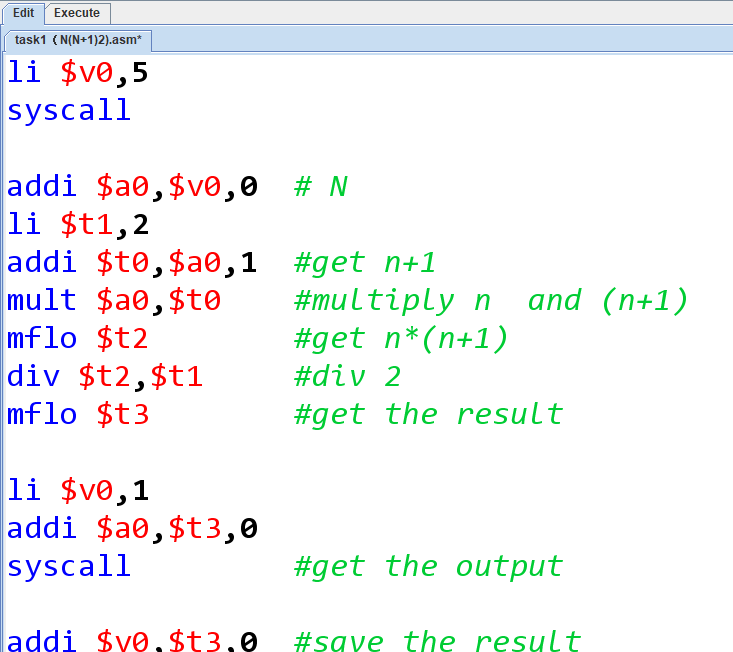 Edit Execute
task1 (N(N+1)2).asm*
li $v0,5
syscall
addi $a0,$v0,0 # N
li $t1,2
addi $t0,$a0,1 #get n+1
mult $a0,$t0 #multiply n and (n+1)
mflo $t2 #get n*(n+1)
div $t2,$t1 #div 2
mflo $t3 #get the result
li $v0,1
addi $a0,$t3,0
syscall #get the output
addi $v0,$t3,0 #save the result